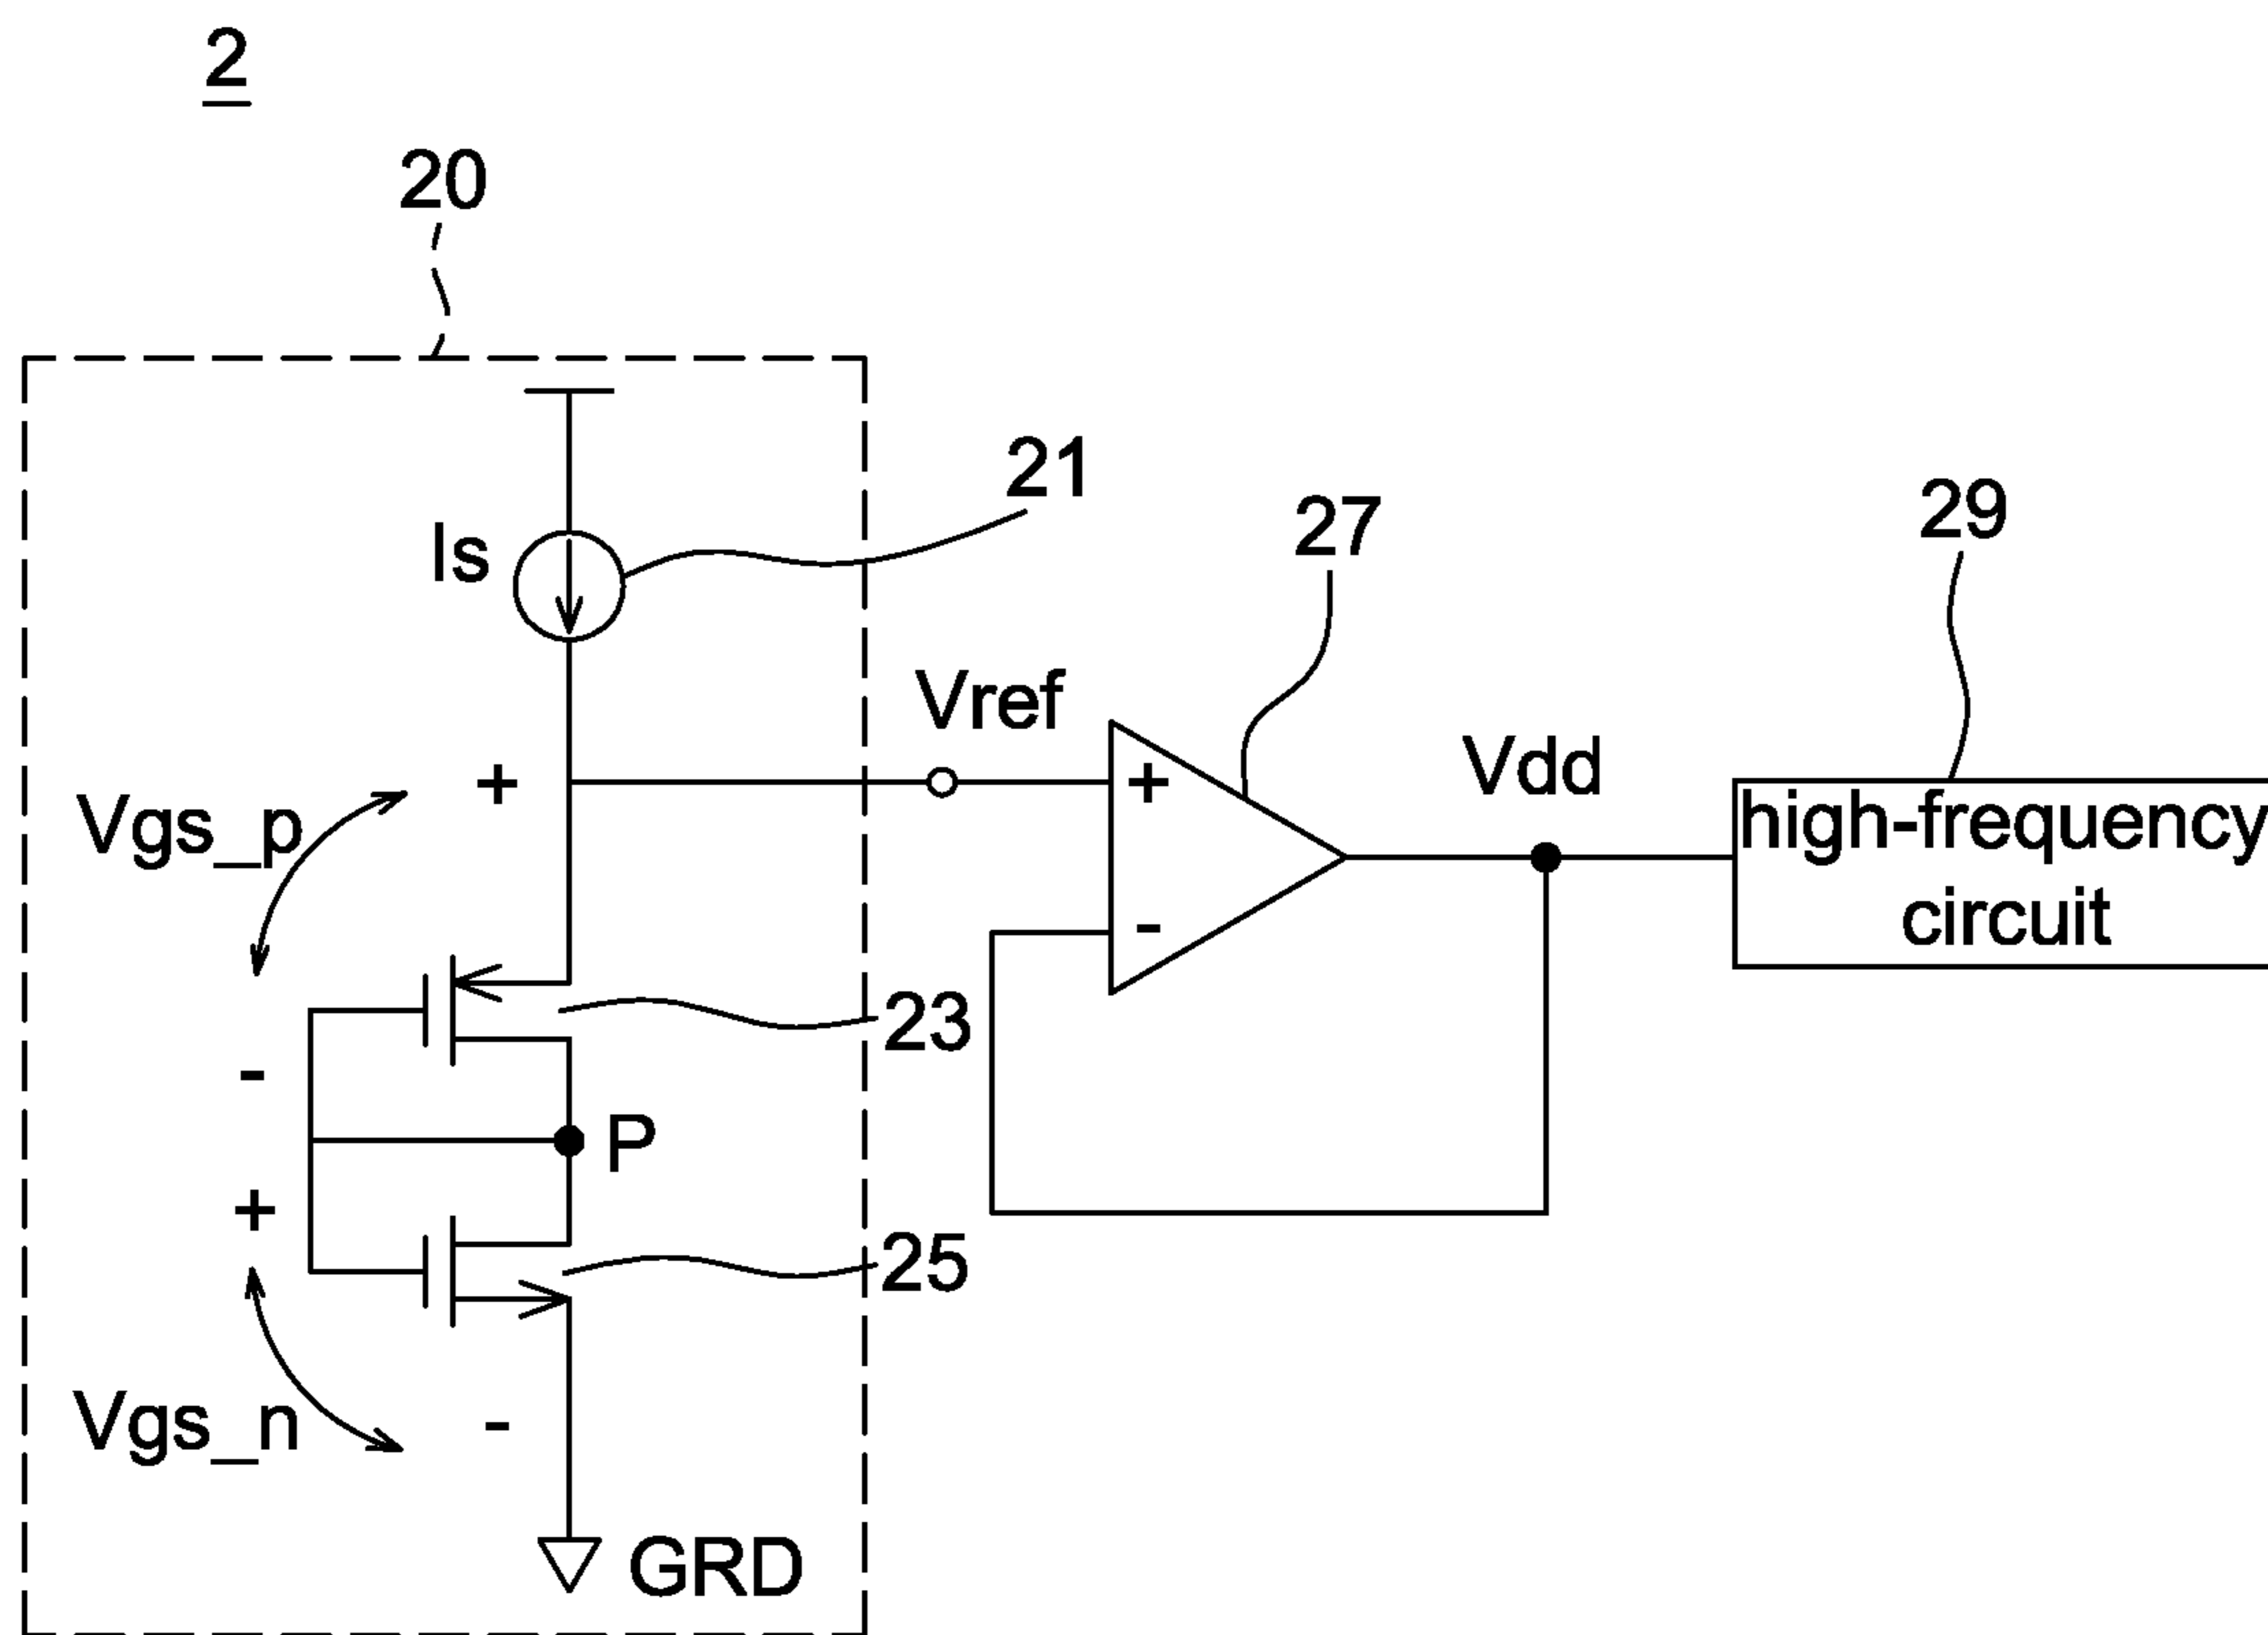 2
20
21
Is
27
29
Vref
+
+
Vdd
Vgs_p
high-frequency
circuit
-
23
-
P
+
25
Vgs_n
-
GRD